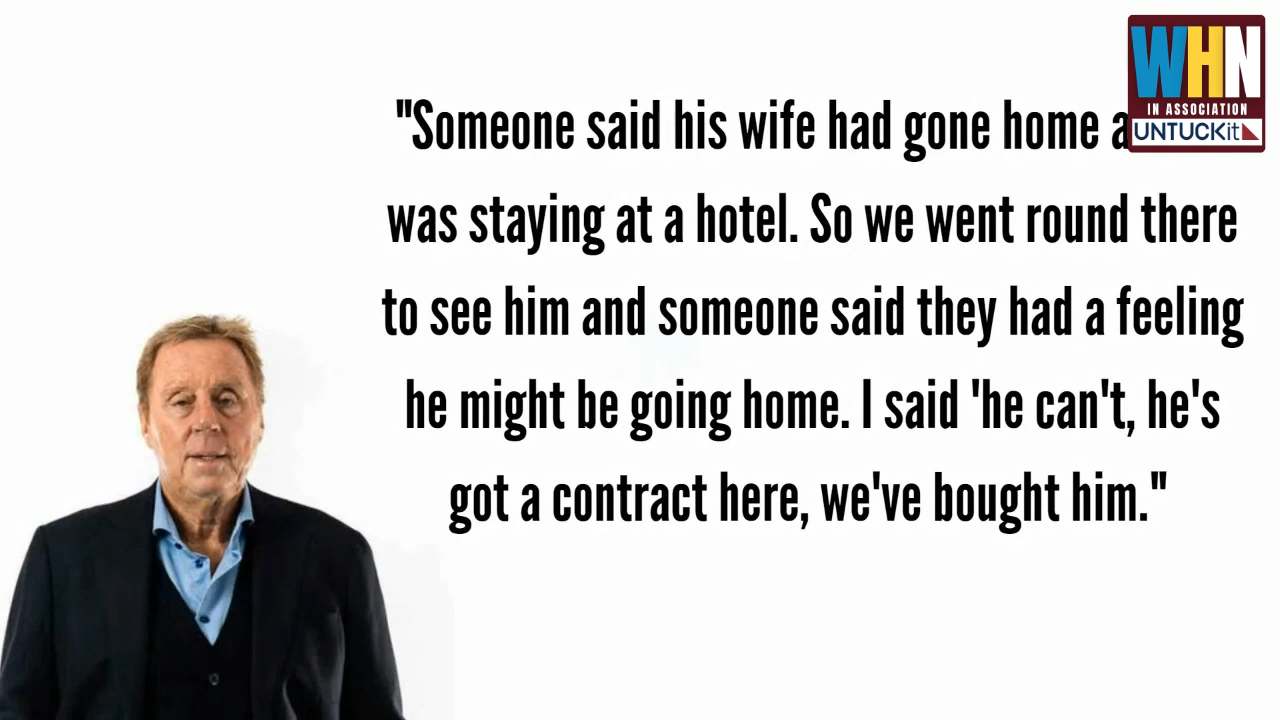 WHN
IN ASSOCIATION
UNTUCKit
"Someone said his wife had gone home
was staying at a hotel. So we went round there
to see him and someone said they had a feeling
he might be going home. I said 'he can't, he's
got a contract here, we've bought him."